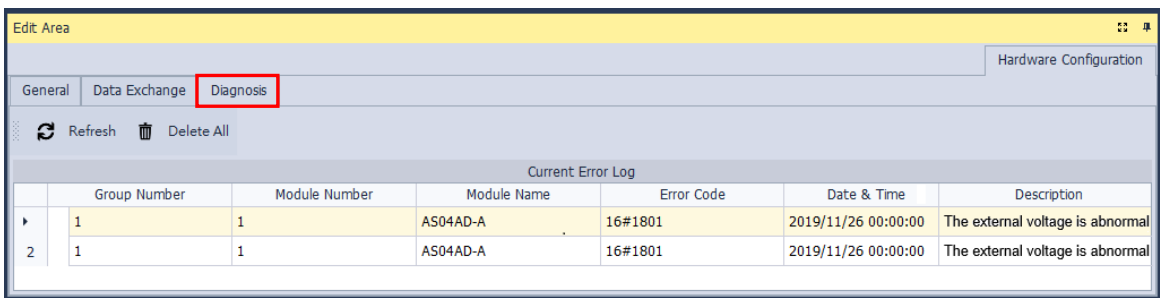 Edit Area
Hardware Configuration
General Data Exchange Diagnosis
Refresh Delete All
Current Error Log
Group Number Module Number Module Name Error Code Date & Time Description
1 1 AS04AD-A 16#1801 2019/11/26 00:00:00 The external voltage is abnormal
2 1 1 AS04AD-A 16#1801 2019/11/26 00:00:00 The external voltage is abnormal